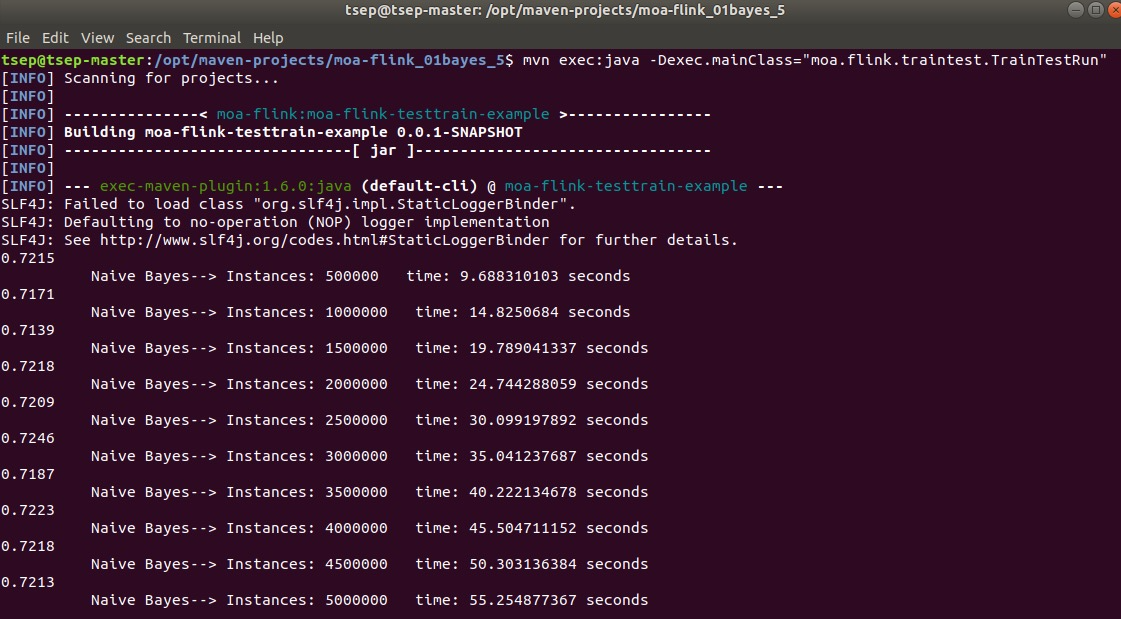 tsep@tsep-master: /opt/maven-projects/moa-flink_01bayes_5
File Edit View Search Terminal Help
tsep@tsep-master:/opt/maven-projects/moa-flink_01bayes_5$ mvn exec:java -Dexec.mainClass="moa.flink.traintest.TrainTestRun"
[INFO] Scanning for projects...
[INFO]
[INFO] ---------------< moa-flink:moa-flink-testtrain-example >----------------
[INFO] Building moa-flink-testtrain-example 0.0.1-SNAPSHOT
[INFO] --------------------------------[ jar ]---------------------------------
[INFO]
[INFO] --- exec-maven-plugin:1.6.0:java (default-cli) @ moa-flink-testtrain-example ---
SLF4J: Failed to load class "org.slf4j.impl.StaticLoggerBinder".
SLF4J: Defaulting to no-operation (NOP) logger implementation
SLF4J: See http://www.slf4j.org/codes.html#StaticLoggerBinder for further details.
0.7215
Naive Bayes--> Instances: 500000   time: 9.688310103 seconds
0.7171
Naive Bayes--> Instances: 1000000   time: 14.8250684 seconds
0.7139
Naive Bayes--> Instances: 1500000   time: 19.789041337 seconds
0.7218
Naive Bayes--> Instances: 2000000   time: 24.744288059 seconds
0.7209
Naive Bayes--> Instances: 2500000   time: 30.099197892 seconds
0.7246
Naive Bayes--> Instances: 3000000   time: 35.041237687 seconds
0.7187
Naive Bayes--> Instances: 3500000   time: 40.222134678 seconds
0.7223
Naive Bayes--> Instances: 4000000   time: 45.504711152 seconds
0.7218
Naive Bayes--> Instances: 4500000   time: 50.303136384 seconds
0.7213
Naive Bayes--> Instances: 5000000   time: 55.254877367 seconds